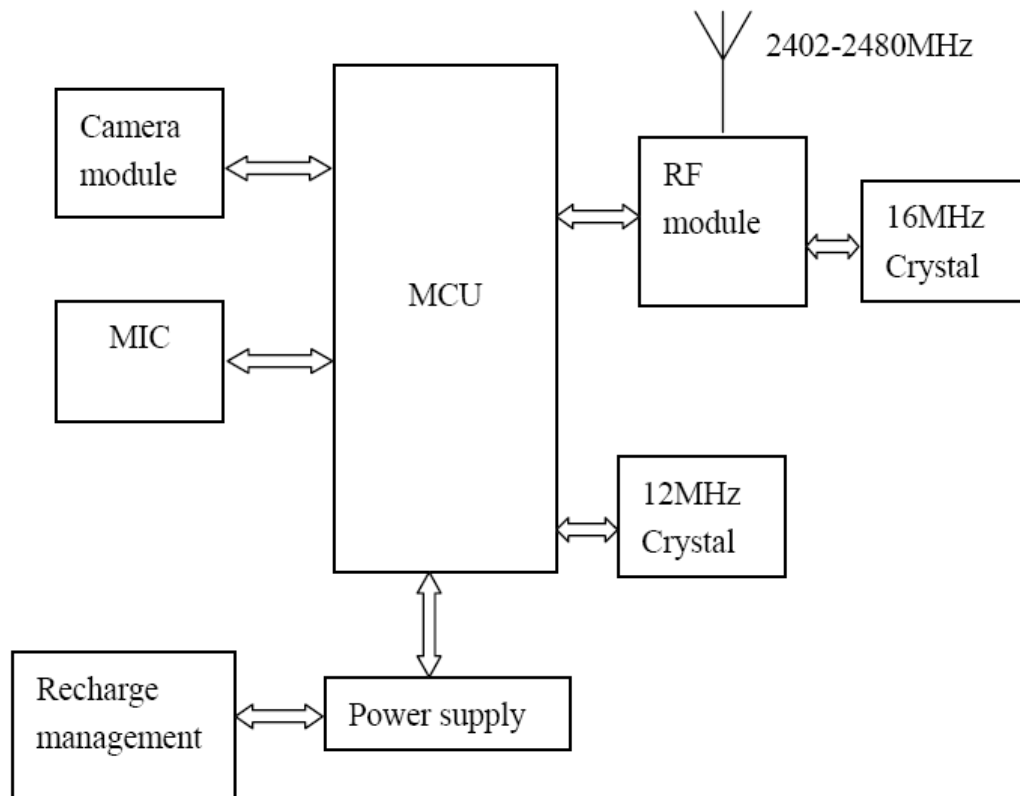 2402-2480MHz
Camera
module
RF
module
16MHz
Crystal
MCU
MIC
12MHz
Crystal
Recharge
management
Power supply